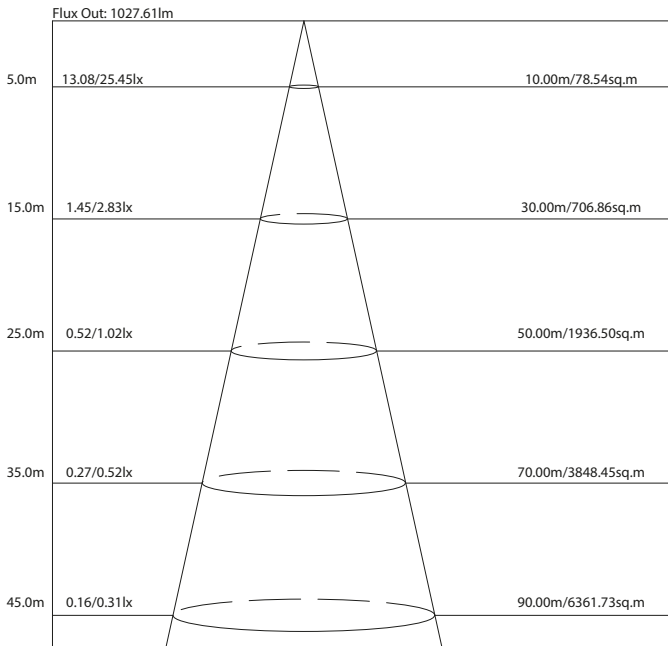 Flux Out: 1027.61lm
5.0m 13.08/25.45lx 10.00m/78.54sq.m
15.0m 1.45/2.83lx 30.00m/706.86sq.m
25.0m 0.52/1.02lx 50.00m/1936.50sq.m
35.0m 0.27/0.52lx 70.00m/3848.45sq.m
45.0m 0.16/0.31lx 90.00m/6361.73sq.m